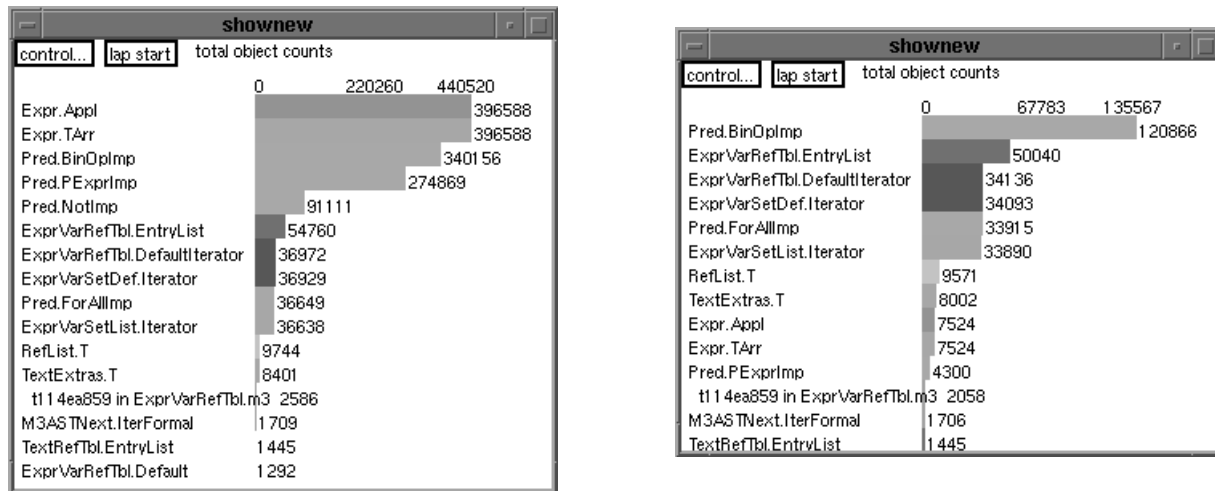 shownew
control... lap start total object counts
0 220260 440520
Expr.Appl 396588
Expr.TArr 396588
Pred.BinOpImp 340156
Pred.PExprImp 274869
Pred.NotImp 91111
ExprVarRefTbl.EntryList 54760
ExprVarRefTbl.DefaultIterator 36972
ExprVarSetDef.Iterator 36929
Pred.ForAllImp 36649
ExprVarSetList.Iterator 36638
RefList.T 9744
TextExtras.T 8401
t114ea859 in ExprVarRefTbl.m3 2586
M3ASTNext.IterFormal 1709
TextRefTbl.EntryList 1445
ExprVarRefTbl.Default 1292
shownew
control... lap start total object counts
0 67783 135567
Pred.BinOpImp 120866
ExprVarRefTbl.EntryList 50040
ExprVarRefTbl.DefaultIterator 34136
ExprVarSetDef.Iterator 34093
Pred.ForAllImp 33915
ExprVarSetList.Iterator 33890
RefList.T 9571
TextExtras.T 8002
Expr.Appl 7524
Expr.TArr 7524
Pred.PExprImp 4300
t114ea859 in ExprVarRefTbl.m3 2058
M3ASTNext.IterFormal 1706
TextRefTbl.EntryList 1445